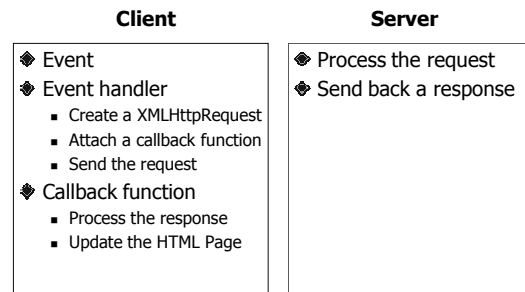 Client
Event
Event handler
Create a XMLHttpRequest
Attach a callback function
Send the request
Callback function
Process the response
Update the HTML Page
Server
Process the request
Send back a response